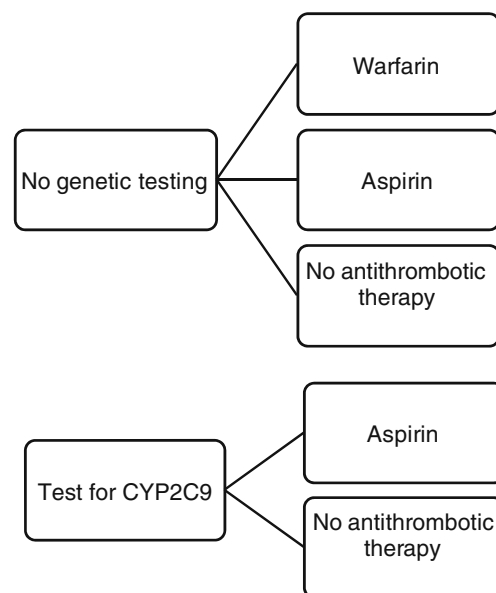 Warfarin
No genetic testing
Aspirin
No antithrombotic
therapy
Aspirin
Test for CYP2C9
No antithrombotic
therapy